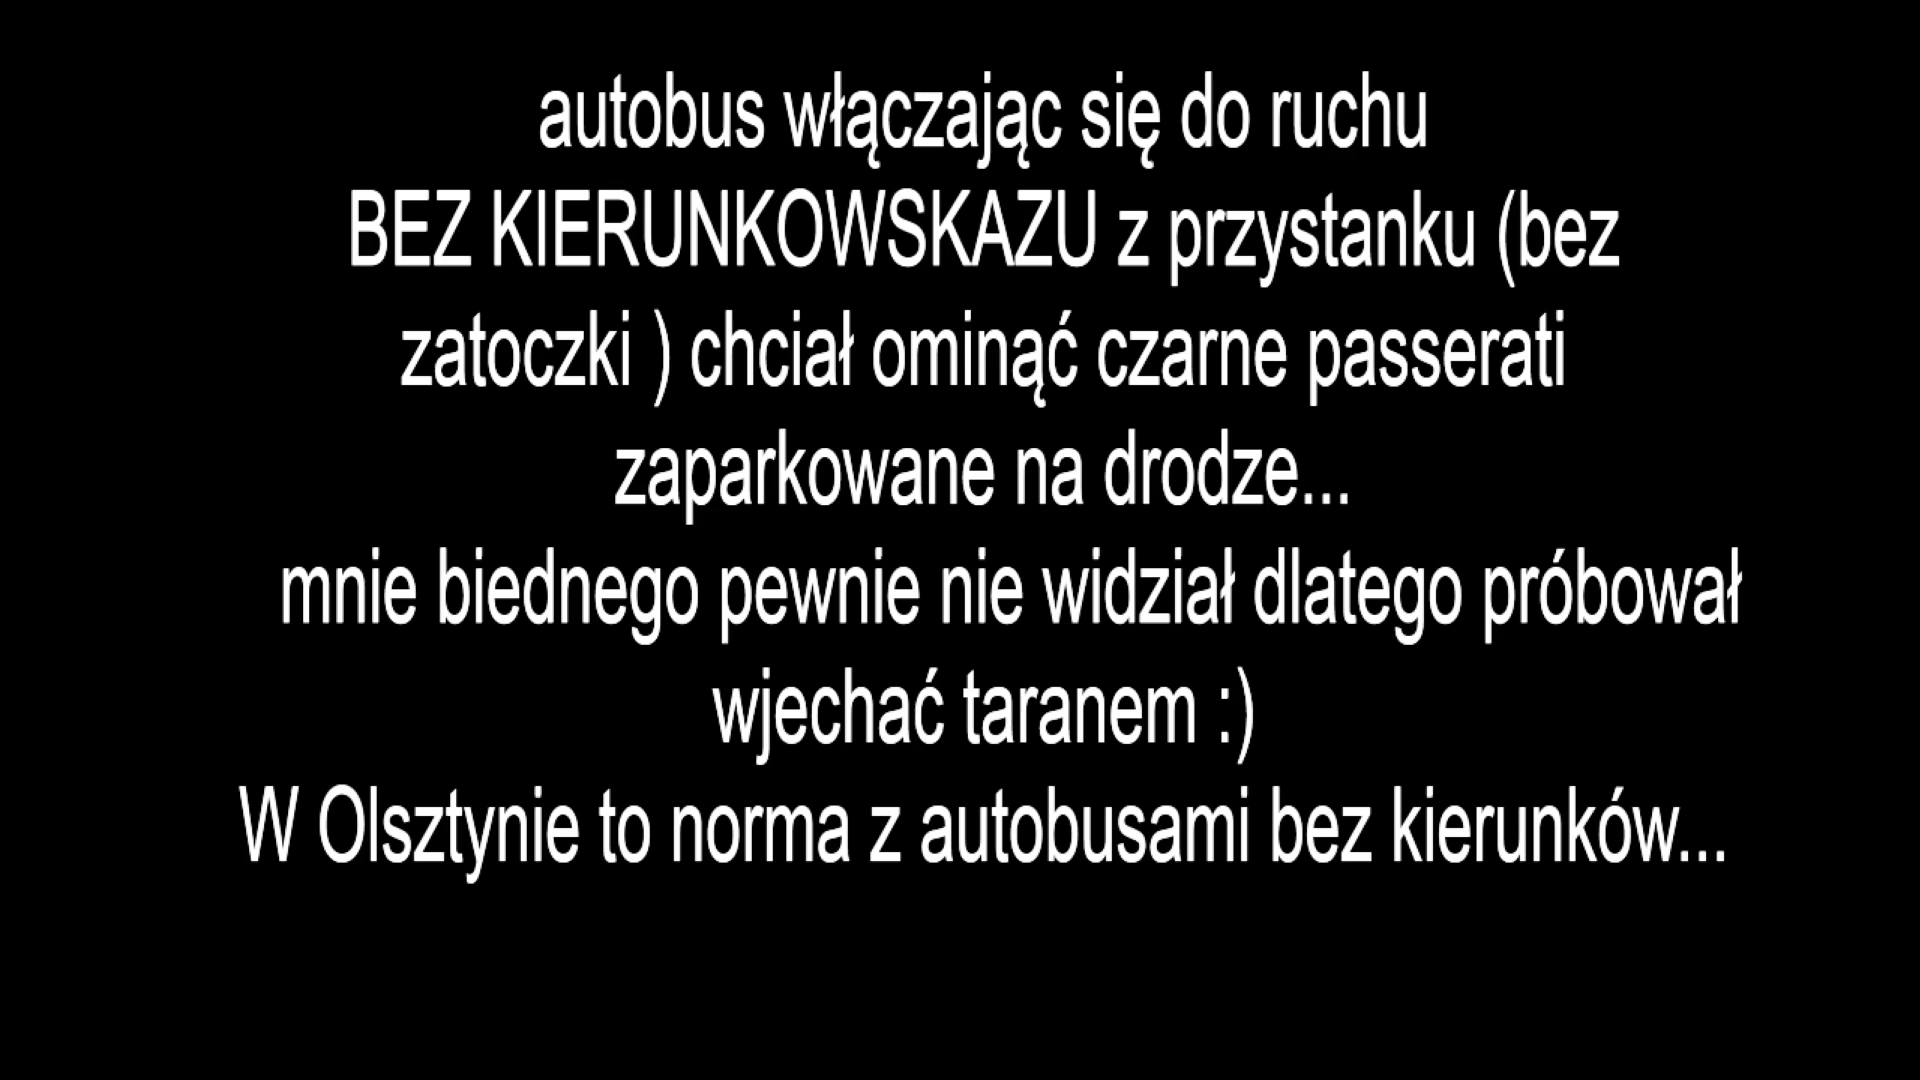 autobus włączając się do ruchu
BEZ KIERUNKOWSKAZU z przystanku (bez
zatoczki ) chciał ominąć czarne passerati
zaparkowane na drodze...
mnie biednego pewnie nie widział dlatego próbował
wjechać taranem :)
W Olsztynie to norma z autobusami bez kierunków...